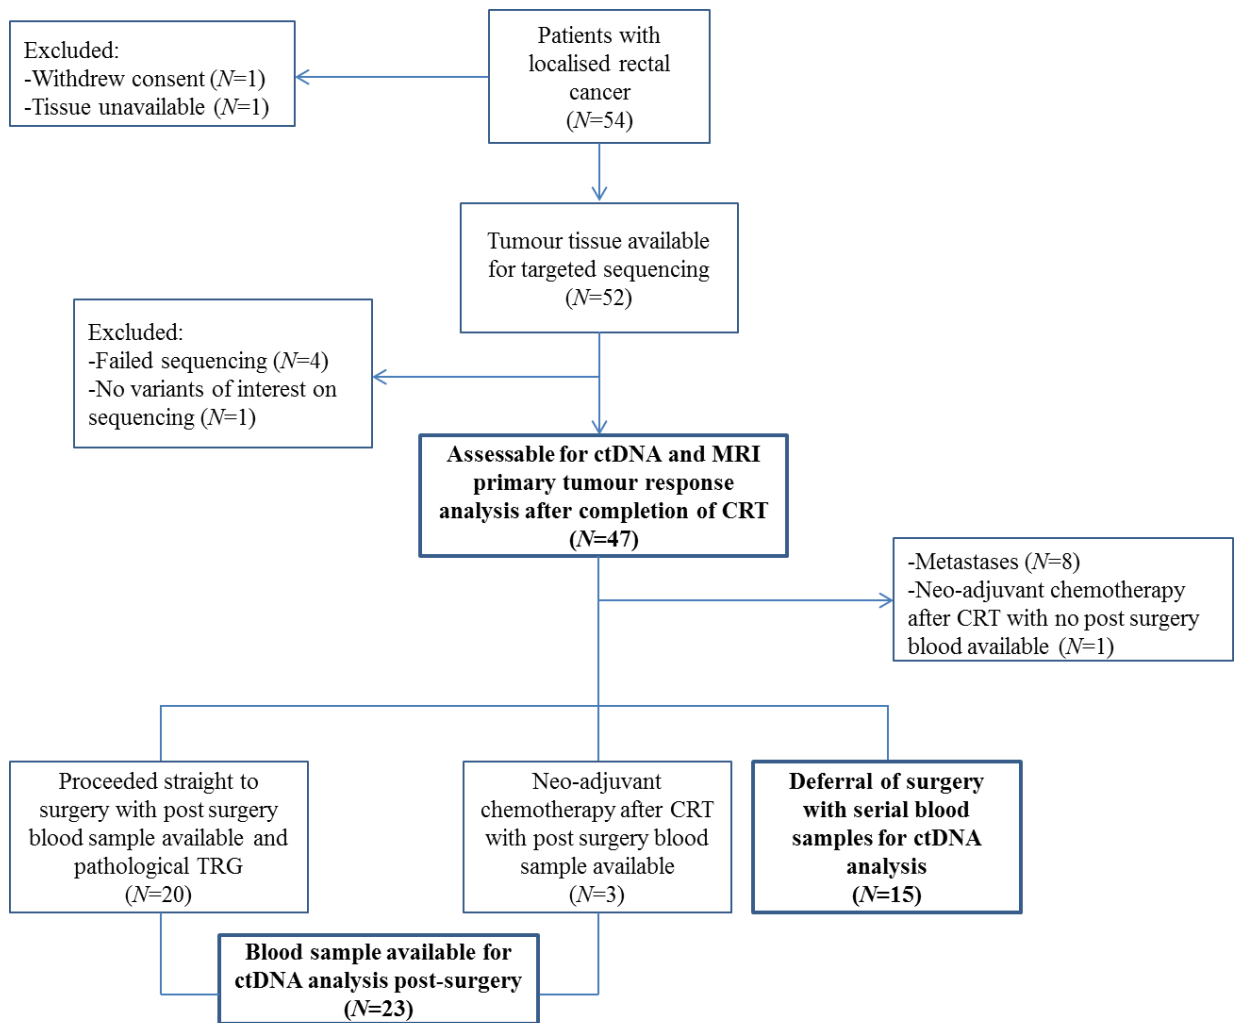 Patients with
localised rectal
cancer
(N=54)
Excluded:
-Withdrew consent (N=1)
-Tissue unavailable (N=1)
Tumour tissue available
for targeted sequencing
(N=52)
Excluded:
-Failed sequencing (N=4)
-No variants of interest on
sequencing (N=1)
Assessable for ctDNA and MRI
primary tumour response
analysis after completion of CRT
(N=47)
-Metastases (N=8)
-Neo-adjuvant chemotherapy
after CRT with no post surgery
blood available (N=1)
Proceeded straight to
surgery with post surgery
blood sample available and
pathological TRG
(N=20)
Neo-adjuvant
chemotherapy after CRT
with post surgery blood
sample available
(N=3)
Deferral of surgery
with serial blood
samples for ctDNA
analysis
(N=15)
Blood sample available for
ctDNA analysis post-surgery
(N=23)